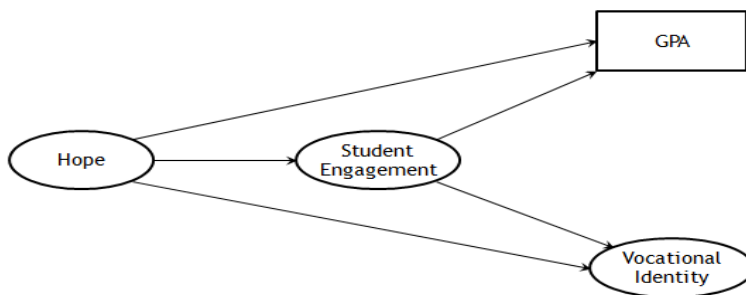 GPA
Hope
Student
Engagement
Vocational
Identity